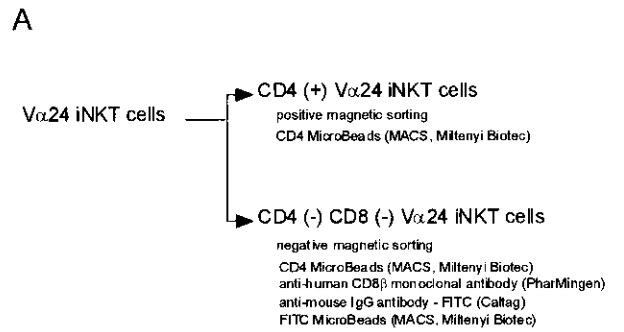 A
CD4 (+) Vα24 iNKT cells
Vα24 iNKT cells
positive magnetic sorting
CD4 MicroBeads (MACS, Miltenyi Biotec)
CD4 (-) CD8 (-) Vα24 iNKT cells
negative magnetic sorting
CD4 MicroBeads (MACS, Miltenyi Biotec)
anti-human CD8β monoclonal antibody (PharMingen)
anti-mouse IgG antibody - FITC (Caltag)
FITC MicroBeads (MACS, Miltenyi Biotec)